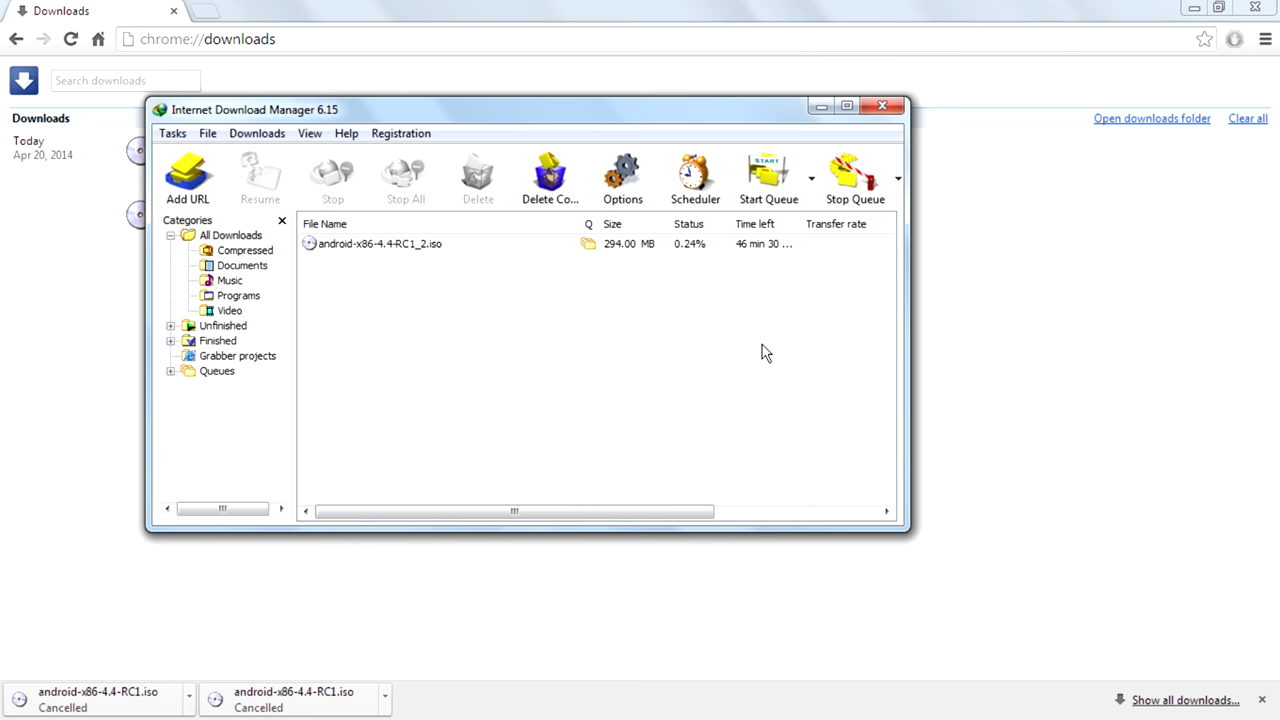 Downloads
chrome://downloads
Search downloads
Downloads
Open downloads folder
Clear all
Today
Apr 20, 2014
Internet Download Manager 6.15
Tasks File Downloads View Help Registration
START
Add URL Resume Stop Stop All Delete Delete Co... Options Scheduler Start Queue Stop Queue
Categories
All Downloads
Compressed
Documents
Music
Programs
Video
Unfinished
Finished
Grabber projects
Queues
File Name Q Size Status Time left Transfer rate
android-x86-4.4-RC1_2.iso 294.00 MB 0.24% 46 min 30 ...
android-x86-4.4-RC1.iso
Cancelled
android-x86-4.4-RC1.iso
Cancelled
Show all downloads...